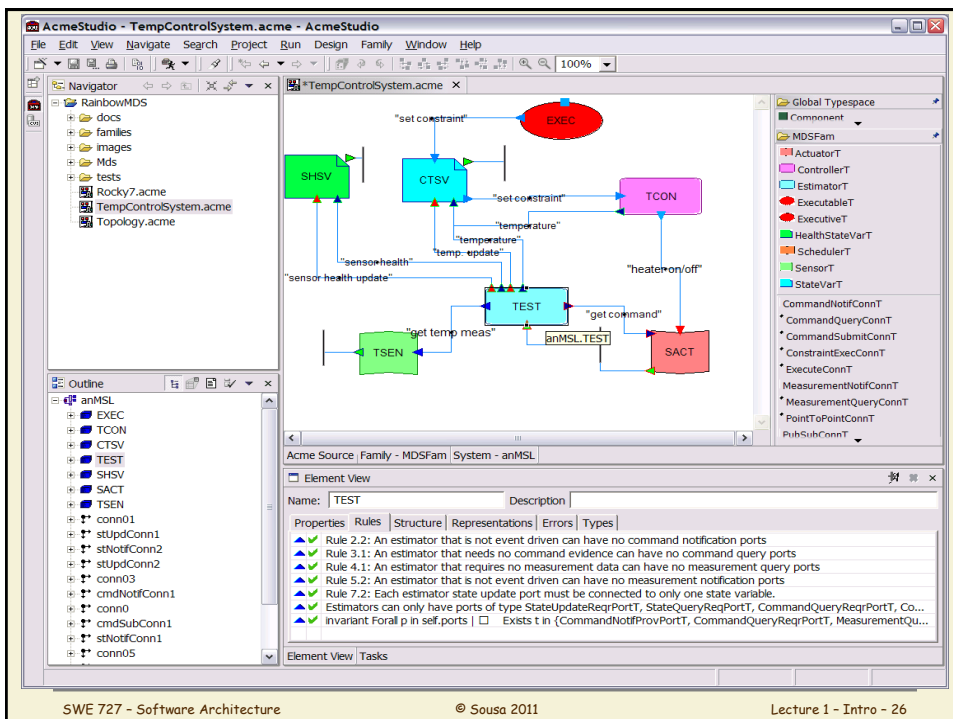 AcmeStudio - TempControlSystem.acme - AcmeStudio
File Edit View Navigate Search Project Run Design Family Window Help
100%
Navigator
RainbowMDS
docs
families
images
Mds
tests
Rocky7.acme
TempControlSystem.acme
Topology.acme
*TempControlSystem.acme
"set constraint"
EXEC
SHSV
CTSV
"set constraint"
TCON
"temperature"
"temperature"
"temp. update"
"sensor health"
"sensor health update"
"heater on/off"
TEST
"get command"
"get temp meas"
anMSL.TEST
TSEN
SACT
Acme Source Family - MDSFam System - anMSL
Global Typespace
Component
MDSFam
ActuatorT
ControllerT
EstimatorT
ExecutableT
ExecutiveT
HealthStateVarT
SchedulerT
SensorT
StateVarT
CommandNotifConnT
CommandQueryConnT
CommandSubmitConnT
ConstraintExecConnT
ExecuteConnT
MeasurementNotifConnT
MeasurementQueryConnT
PointToPointConnT
PubSubConnT
Outline
anMSL
EXEC
TCON
CTSV
TEST
SHSV
SACT
TSEN
conn01
stUpdConn1
stNotifConn2
stUpdConn2
conn03
cmdNotifConn1
conn0
cmdSubConn1
stNotifConn1
conn05
Element View
Name: TEST Description
Properties Rules Structure Representations Errors Types
Rule 2.2: An estimator that is not event driven can have no command notification ports
Rule 3.1: An estimator that needs no command evidence can have no command query ports
Rule 4.1: An estimator that requires no measurement data can have no measurement query ports
Rule 5.2: An estimator that is not event driven can have no measurement notification ports
Rule 7.2: Each estimator state update port must be connected to only one state variable.
Estimators can only have ports of type StateUpdateReqrPortT, StateQueryReqPortT, CommandQueryReqrPortT, Co...
invariant Forall p in self.ports | □ Exists t in {CommandNotifProvPortT, CommandQueryReqrPortT, MeasurementQu...
Element View Tasks
SWE 727 – Software Architecture © Sousa 2011 Lecture 1 – Intro – 26